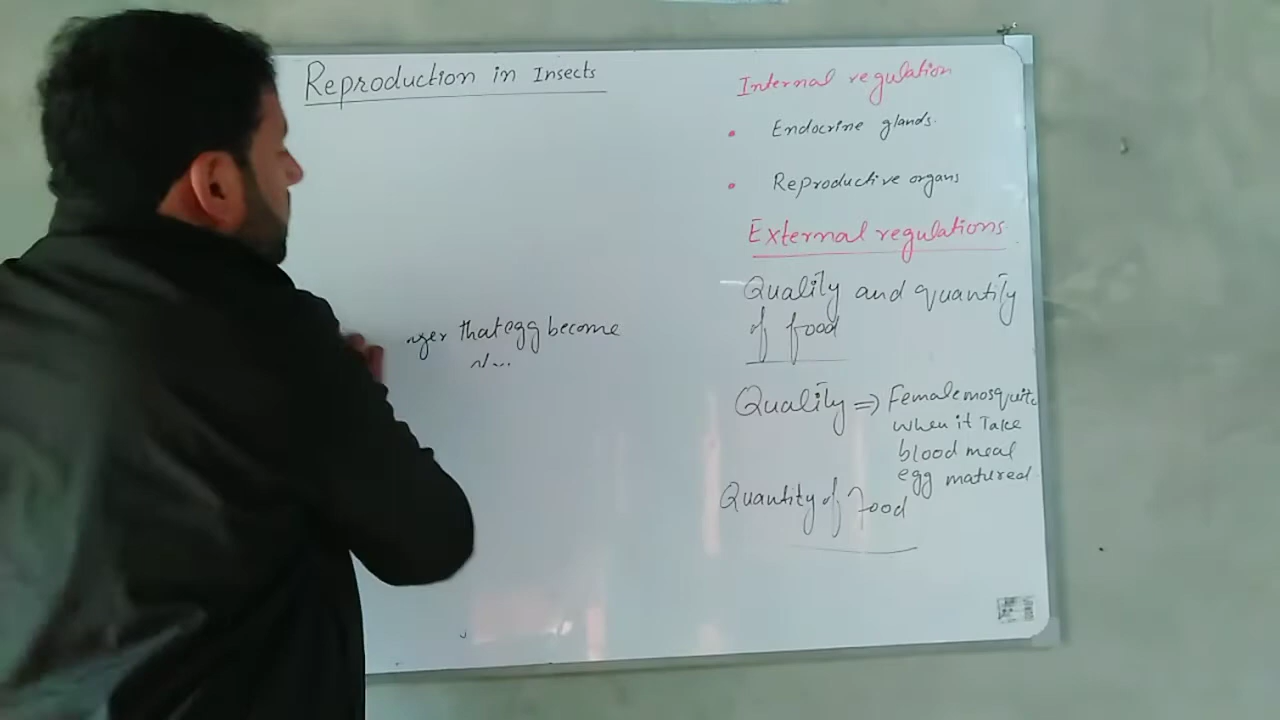 Reproduction in Insects
that egg become
Internal regulation
Endocrine glands.
Reproductive organs
External regulations
Quality and quantity
of food
Quality => Female mosquito
when it Take
blood meal
egg matured
Quantity of Food